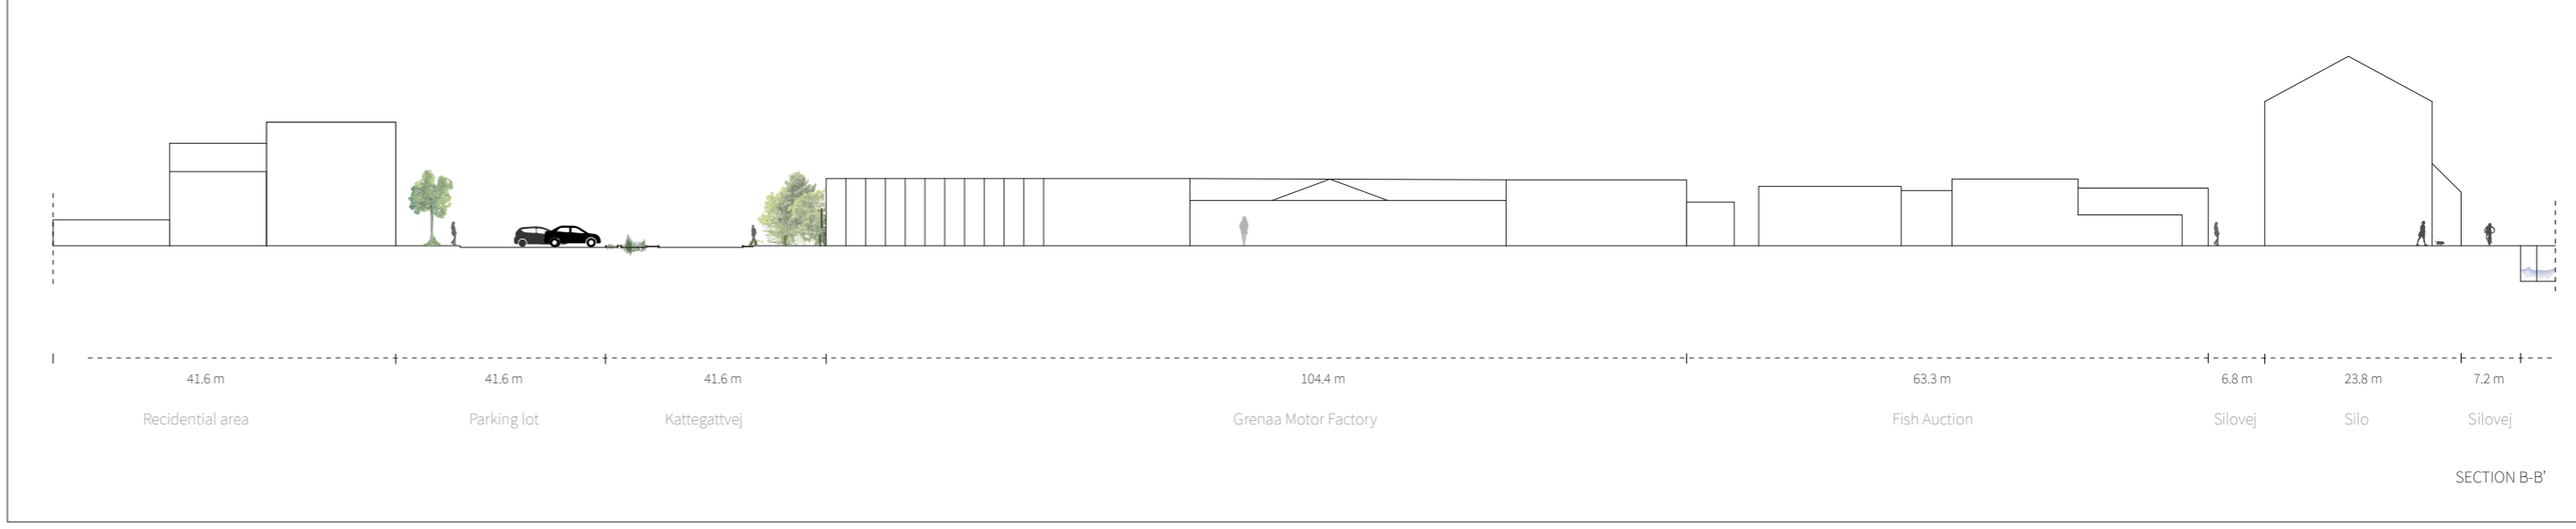 41.6 m 41.6 m 41.6 m 104.4 m 63.3 m 6.8 m 23.8 m 7.2 m
Recidential area Parking lot Kattegattvej Grenaa Motor Factory Fish Auction Silovej Silo Silovej
SECTION B-B'